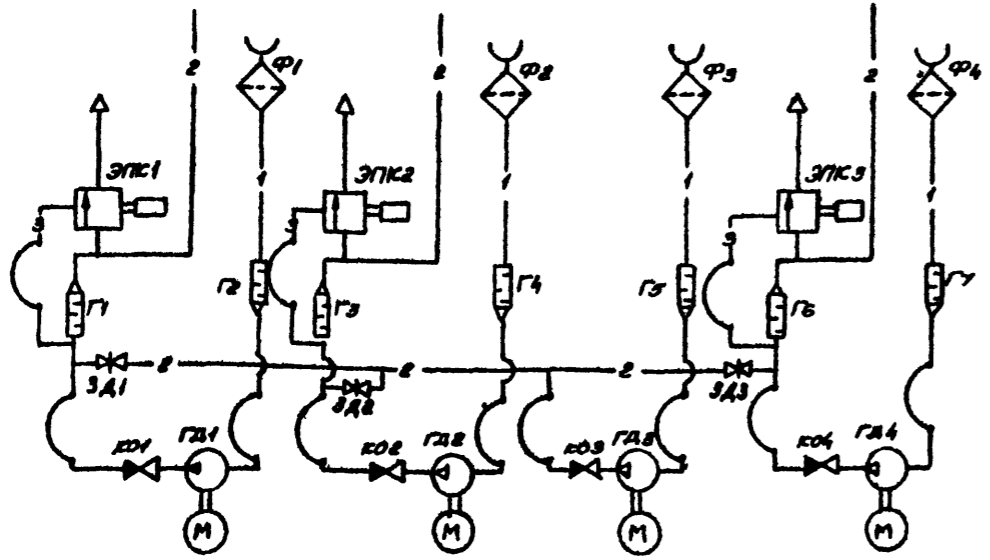 2 Ф1 2 Ф2 Ф3 2 Ф4
ЭПК1 ЭПК2 ЭПК3
1 1 1 1
3 3 3
Г1 Г2 Г3 Г4 Г5 Г6 Г7
2 2 2
ЗД1 ЗД2 ЗД3
КО1 ГД1 КО2 ГД2 КО3 ГД3 КО4 ГД4
М М М М